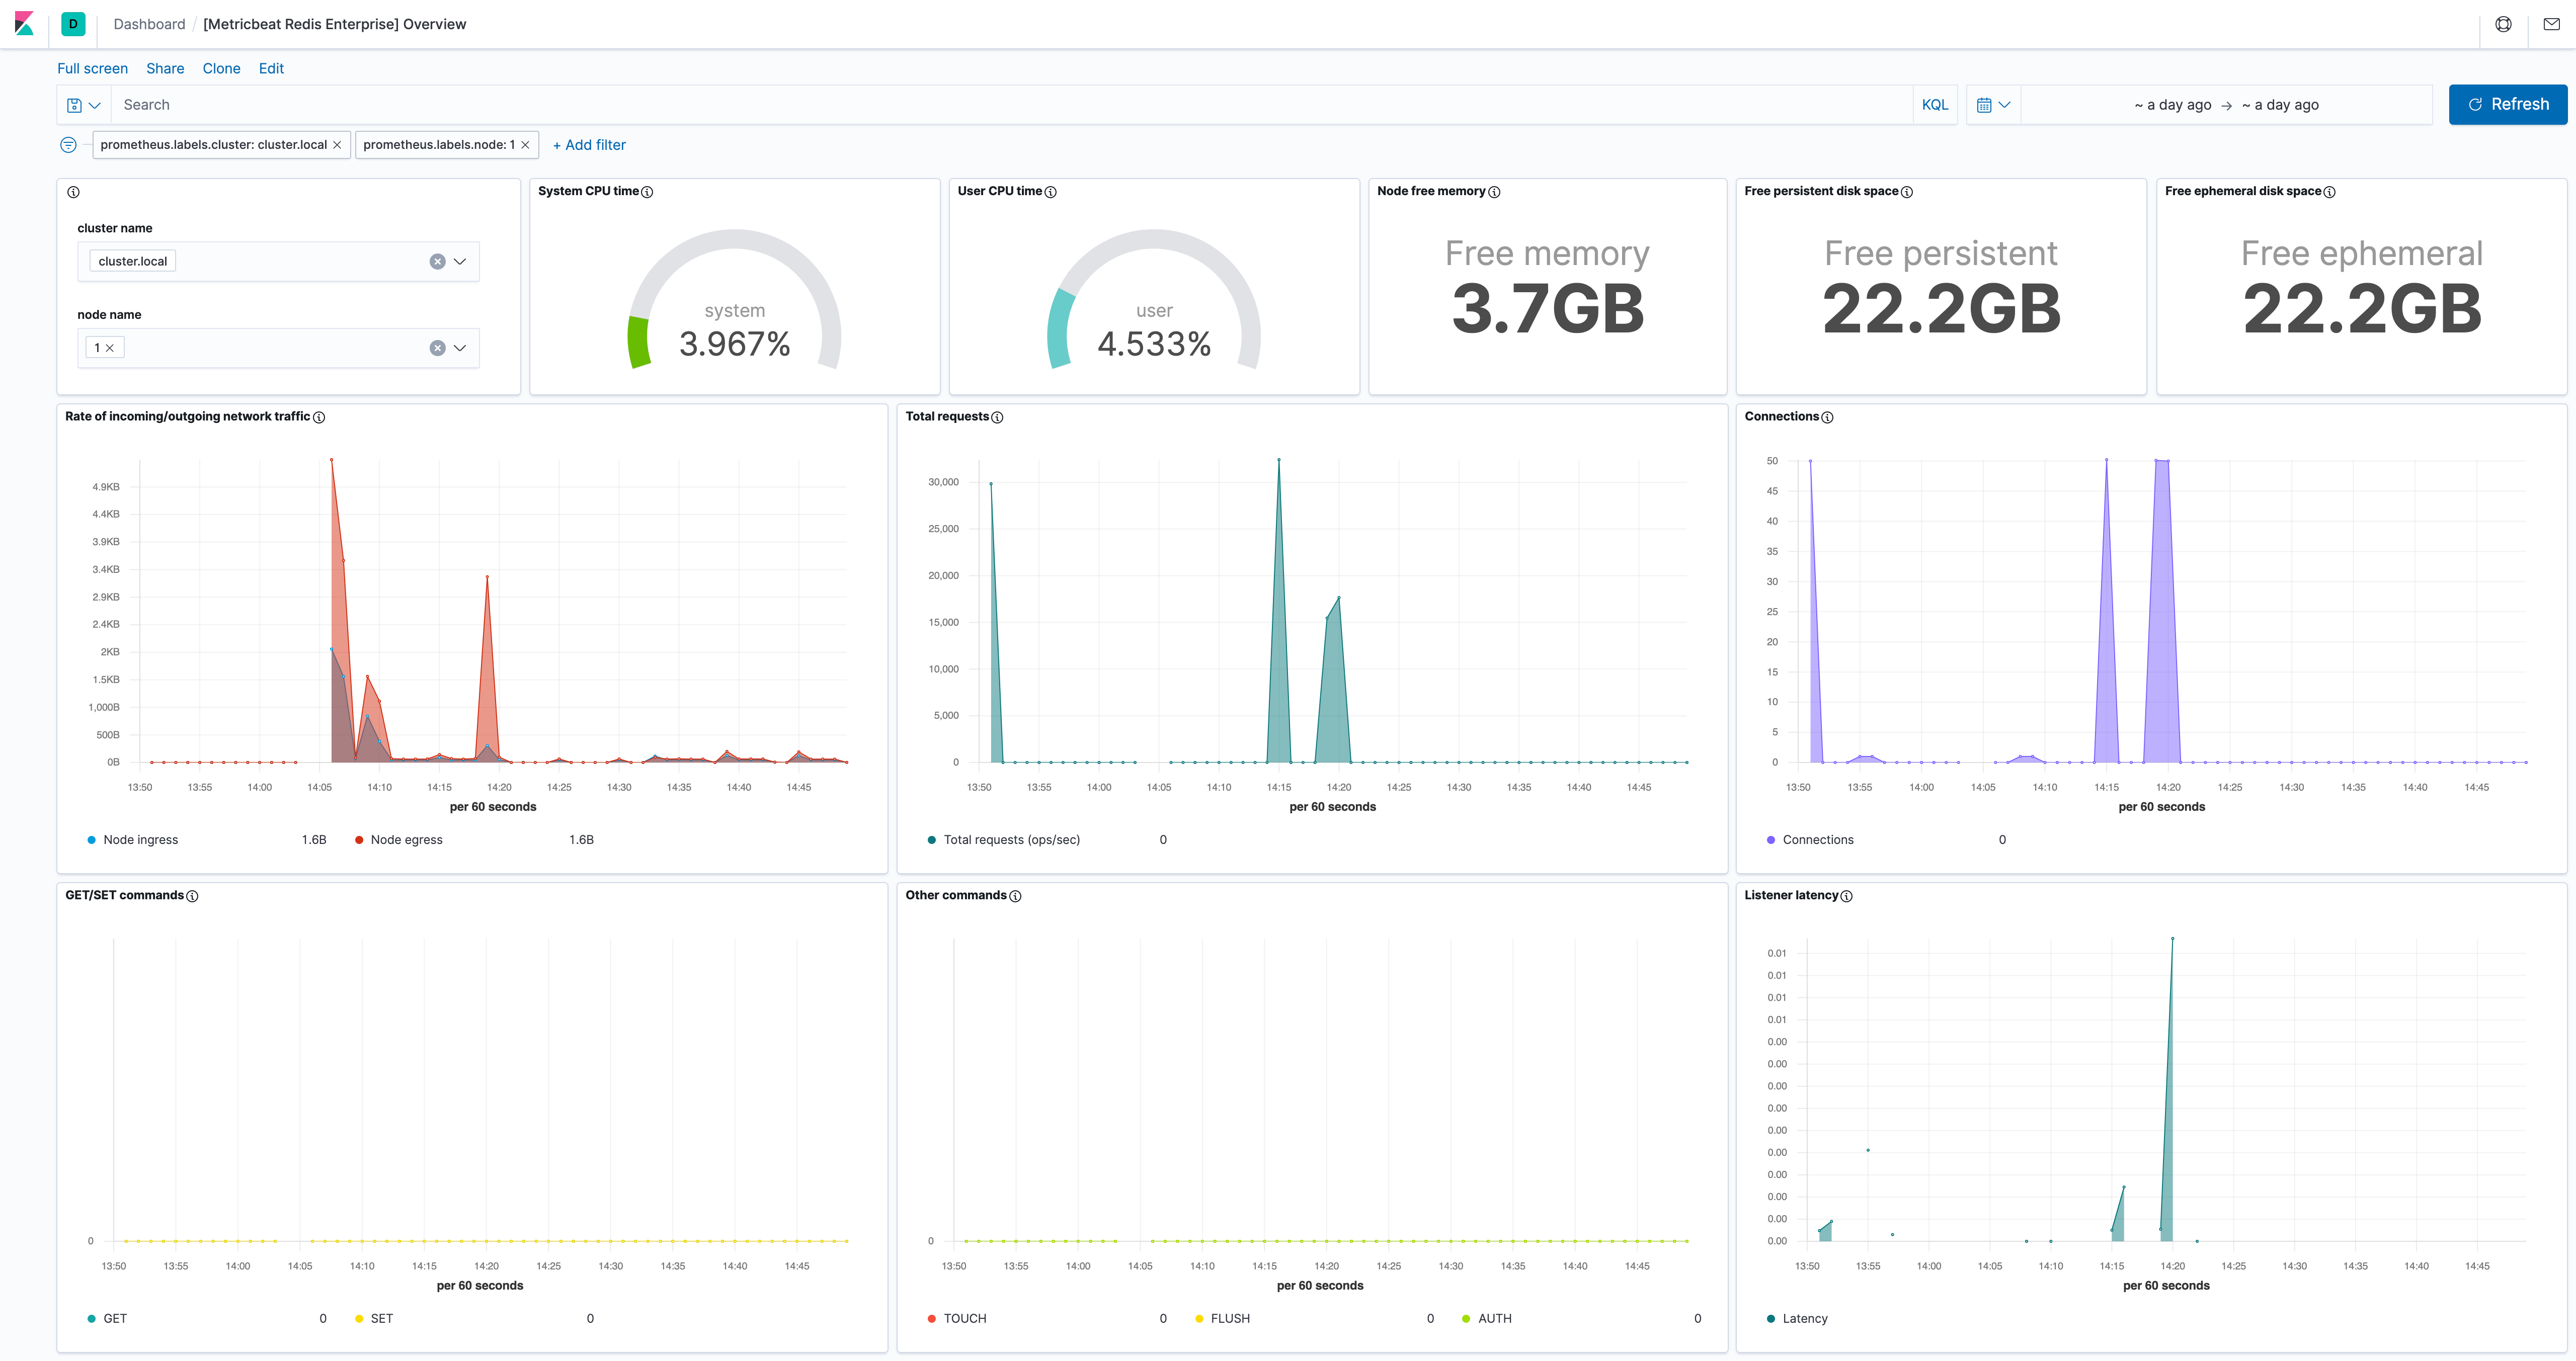 D Dashboard / [Metricbeat Redis Enterprise] Overview
Full screen Share Clone Edit
Search KQL ~ a day ago → ~ a day ago Refresh
prometheus.labels.cluster: cluster.local × prometheus.labels.node: 1 × + Add filter
cluster name
cluster.local
node name
1 ×
System CPU time
system
3.967%
User CPU time
user
4.533%
Node free memory
Free memory
3.7GB
Free persistent disk space
Free persistent
22.2GB
Free ephemeral disk space
Free ephemeral
22.2GB
Rate of incoming/outgoing network traffic
4.9KB
4.4KB
3.9KB
3.4KB
2.9KB
2.4KB
2KB
1.5KB
1,000B
500B
0B
13:50 13:55 14:00 14:05 14:10 14:15 14:20 14:25 14:30 14:35 14:40 14:45
per 60 seconds
Node ingress 1.6B Node egress 1.6B
Total requests
30,000
25,000
20,000
15,000
10,000
5,000
0
13:50 13:55 14:00 14:05 14:10 14:15 14:20 14:25 14:30 14:35 14:40 14:45
per 60 seconds
Total requests (ops/sec) 0
Connections
50
45
40
35
30
25
20
15
10
5
0
13:50 13:55 14:00 14:05 14:10 14:15 14:20 14:25 14:30 14:35 14:40 14:45
per 60 seconds
Connections 0
GET/SET commands
0
13:50 13:55 14:00 14:05 14:10 14:15 14:20 14:25 14:30 14:35 14:40 14:45
per 60 seconds
GET 0 SET 0
Other commands
0
13:50 13:55 14:00 14:05 14:10 14:15 14:20 14:25 14:30 14:35 14:40 14:45
per 60 seconds
TOUCH 0 FLUSH 0 AUTH 0
Listener latency
0.01
0.01
0.01
0.01
0.00
0.00
0.00
0.00
0.00
0.00
0.00
0.00
0.00
0.00
13:50 13:55 14:00 14:05 14:10 14:15 14:20 14:25 14:30 14:35 14:40 14:45
per 60 seconds
Latency